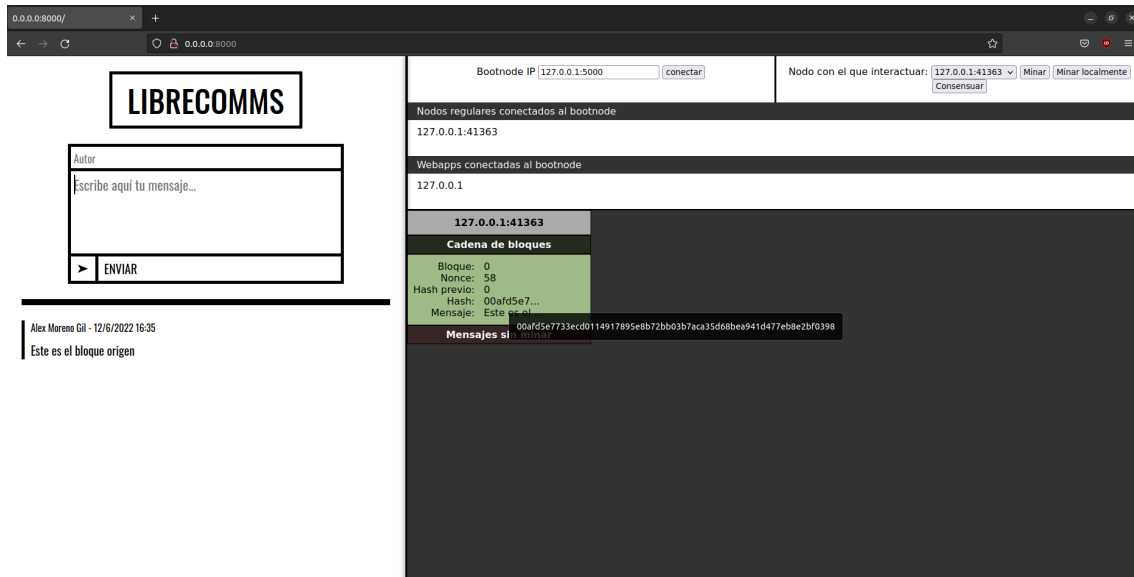 0.0.0.0:8000/
0.0.0.0:8000
LIBRECOMMS
Autor
Escribe aquí tu mensaje...
➤ ENVIAR
Alex Moreno Gil - 12/6/2022 16:35
Este es el bloque origen
Bootnode IP 127.0.0.1:5000 conectar
Nodo con el que interactuar: 127.0.0.1:41363 Minar Minar localmente
Consensuar
Nodos regulares conectados al bootnode
127.0.0.1:41363
Webapps conectadas al bootnode
127.0.0.1
127.0.0.1:41363
Cadena de bloques
Bloque: 0
Nonce: 58
Hash previo: 0
Hash: 00afd5e7...
Mensaje: Este es el
00afd5e7733ecd0114917895e8b72bb03b7aca35d68bea941d477eb8e2bf0398
Mensajes sin minar